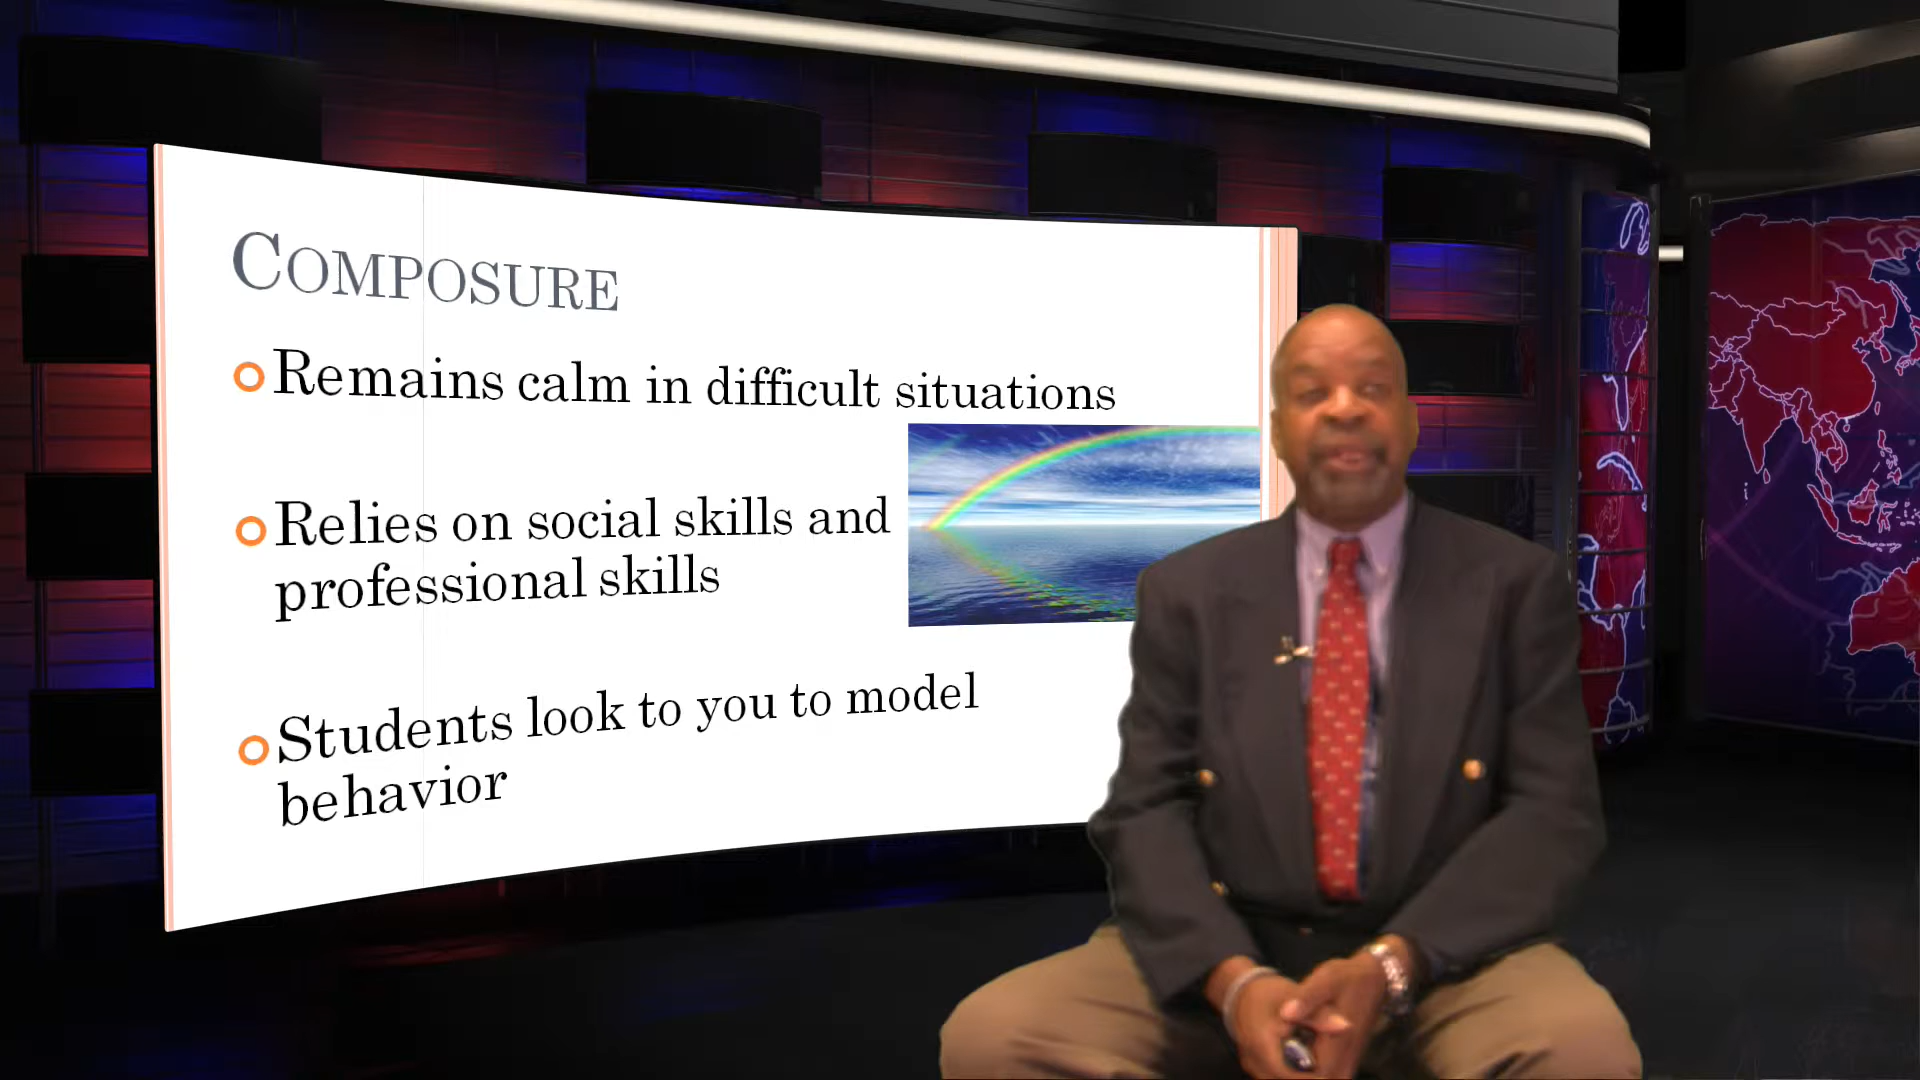 COMPOSURE
Remains calm in difficult situations
Relies on social skills and
professional skills
Students look to you to model
behavior